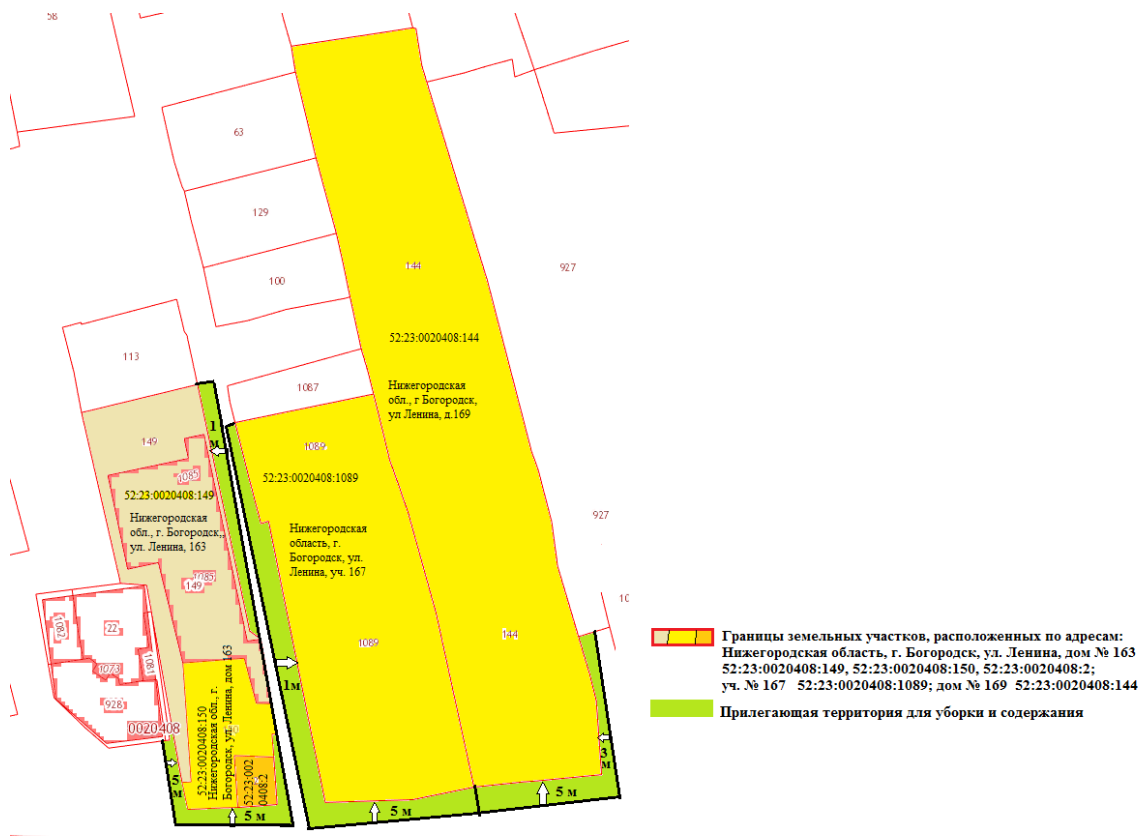 58
63
129
100
144
927
52:23:0020408:144
113
1087
Нижегородская
обл., г Богородск,
ул Ленина, д.169
1
м
149
1089
1085
52:23:0020408:1089
52:23:0020408:149
Нижегородская
обл., г. Богородск,
ул. Ленина, 163
927
Нижегородская
область, г.
Богородск, ул.
Ленина, уч. 167
1085
149
10
1082
22
144
1089
1073
1081
1м
928
0020408
52:23:0020408:150
Нижегородская обл., г.
Богородск, ул. Ленина, дом 163
52:23:002
0408:2
5
м
3
м
5 м
5 м
5 м
Границы земельных участков, расположенных по адресам:
Нижегородская область, г. Богородск, ул. Ленина, дом № 163
52:23:0020408:149, 52:23:0020408:150, 52:23:0020408:2;
уч. № 167 52:23:0020408:1089; дом № 169 52:23:0020408:144
Прилегающая территория для уборки и содержания